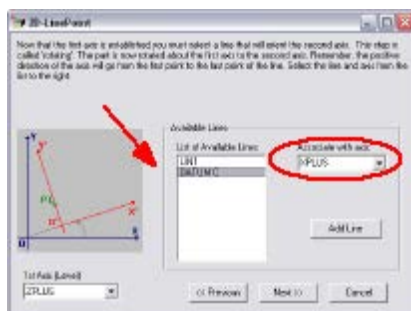 2D-LinePoint
Now that the first axis is established you must select a line that will orient the second axis. This step is
called 'rotating'. The part is now rotated about the first axis to the second axis. Remember, the positive
direction of the axis will go from the first point to the last point of the line. Select the line and axis from the
list to the right.
Available Lines
List of Available Lines:
Associate with axis:
LIN1
XPLUS
Y
Y'
X'
X
Add Line
1st Axis (Level)
ZPLUS
<< Previous
Next >>
Cancel